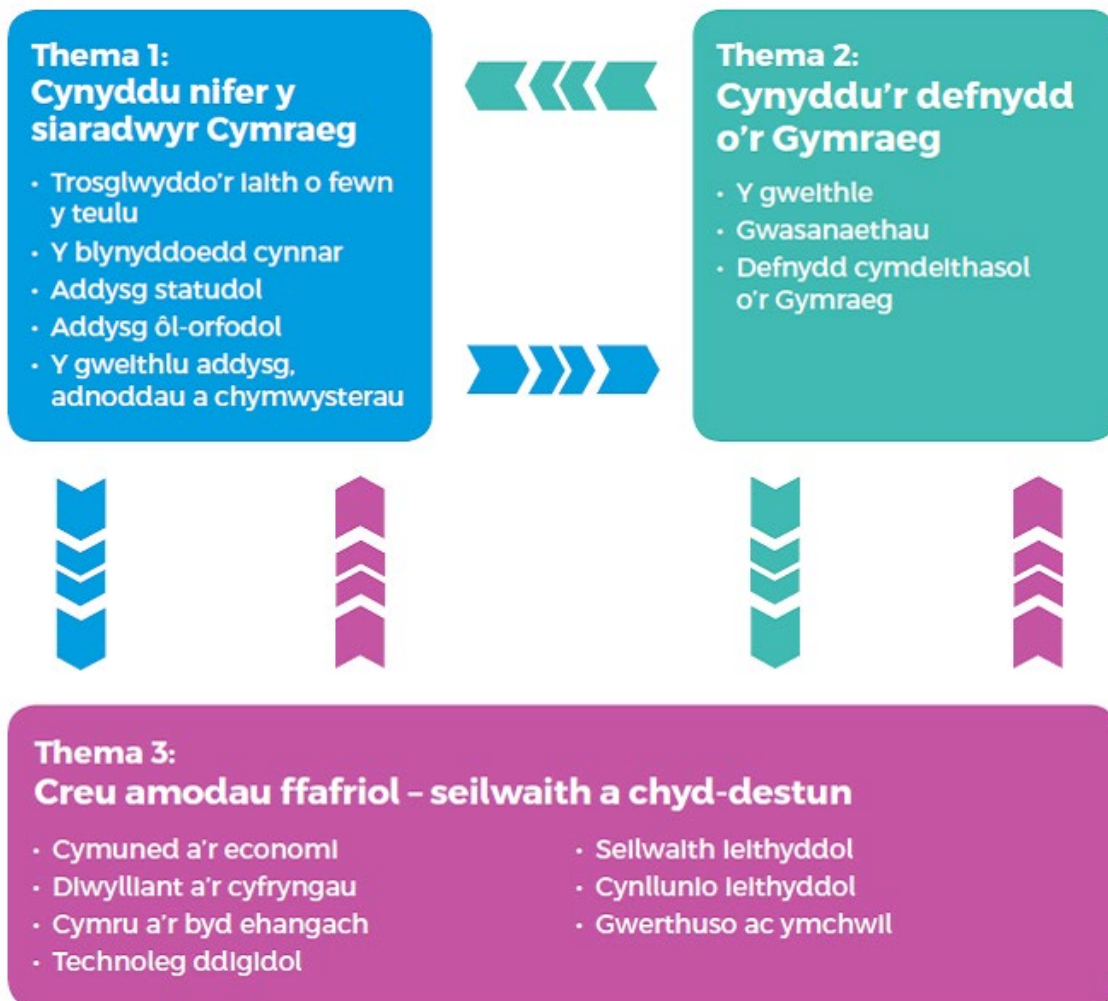 Thema 1:
Cynyddu nifer y
siaradwyr Cymraeg
• Trosglwyddo'r iaith o fewn
y teulu
• Y blynyddoedd cynnar
• Addysg statudol
• Addysg ôl-orfodol
• Y gweithlu addysg,
adnoddau a chymwysterau
Thema 2:
Cynyddu'r defnydd
o'r Gymraeg
• Y gweithle
• Gwasanaethau
• Defnydd cymdeithasol
o'r Gymraeg
Thema 3:
Creu amodau ffafriol – seilwaith a chyd-destun
• Cymuned a'r economi
• Diwylliant a'r cyfryngau
• Cymru a'r byd ehangach
• Technoleg ddigidol
• Seilwaith ieithyddol
• Cynllunio ieithyddol
• Gwerthuso ac ymchwil